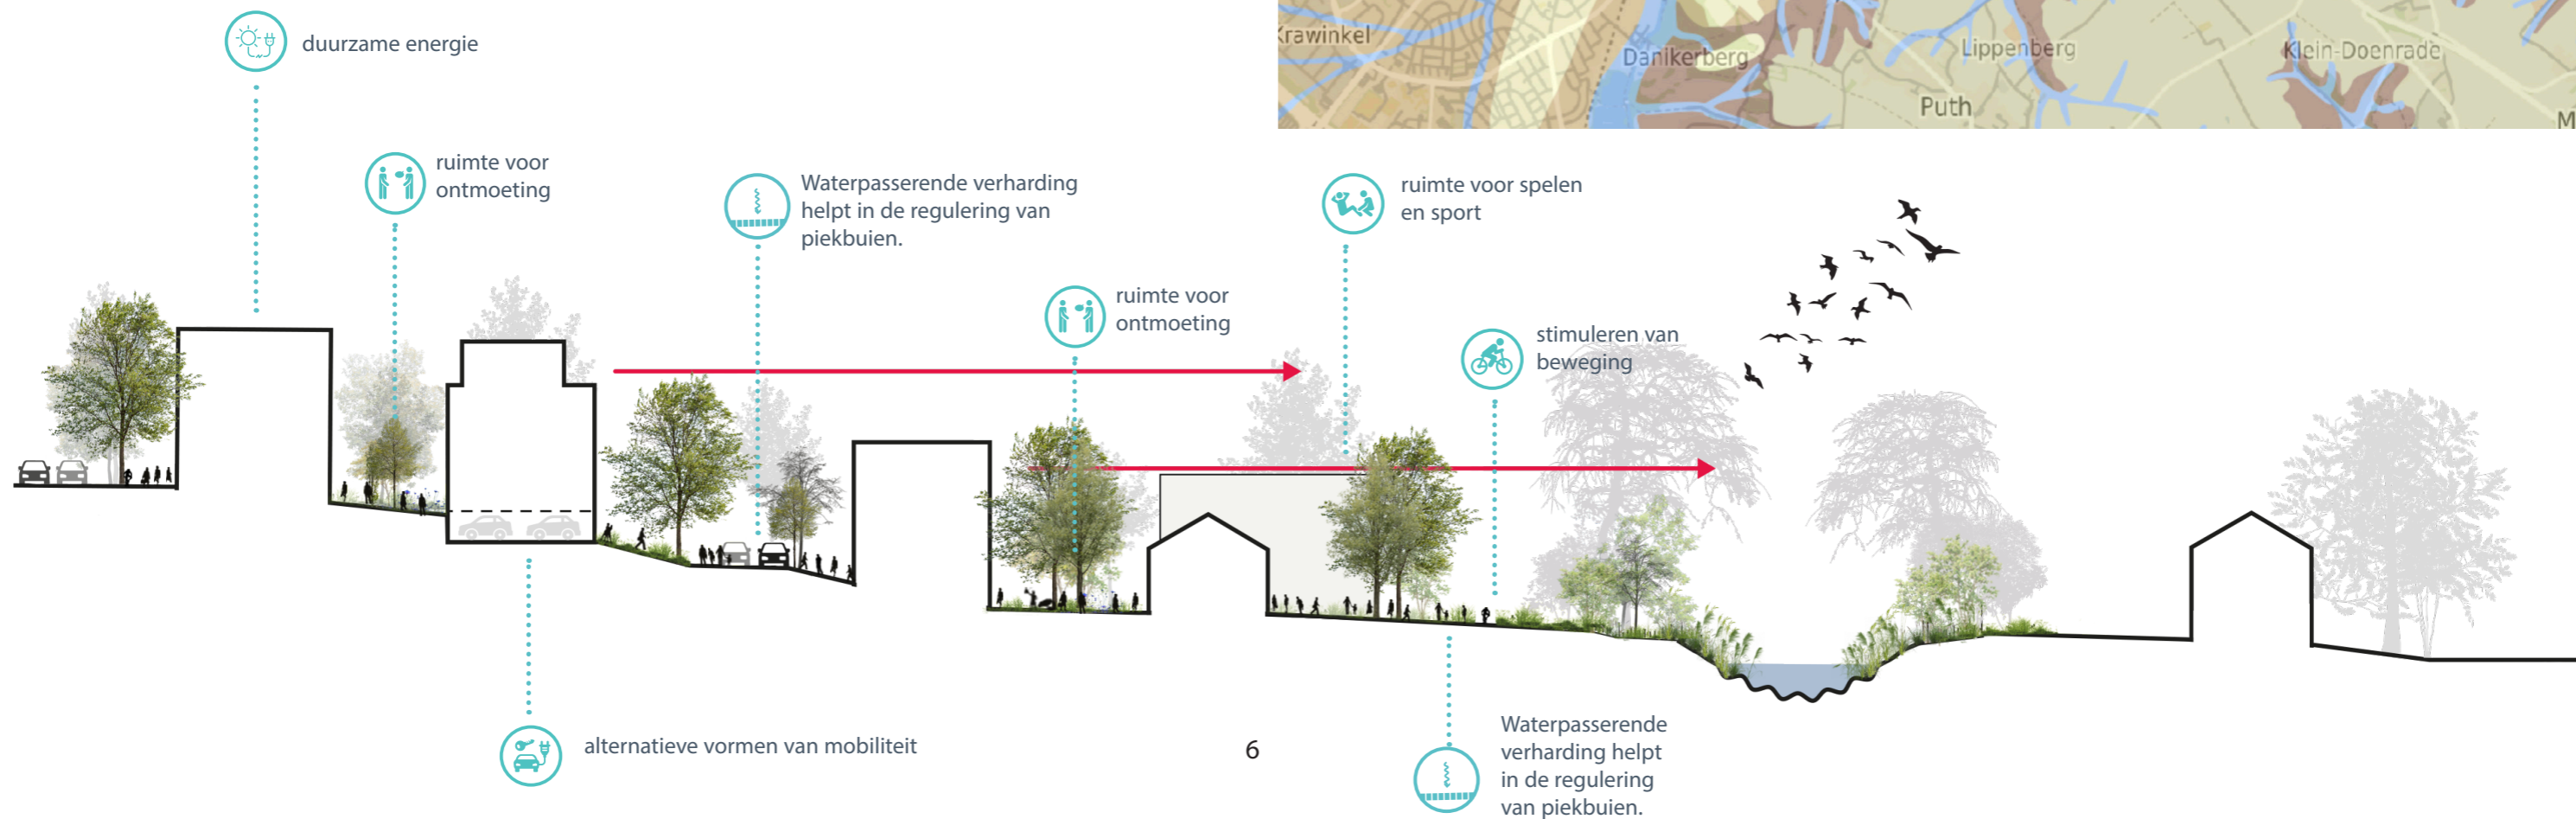 Krawinkel
Danikerberg
Lippenberg
Klein-Doenrade
Puth
M
duurzame energie
ruimte voor
ontmoeting
Waterpasserende verharding
helpt in de regulering van
piekbuien.
ruimte voor
ontmoeting
ruimte voor spelen
en sport
stimuleren van
beweging
alternatieve vormen van mobiliteit
6
Waterpasserende
verharding helpt
in de regulering
van piekbuien.